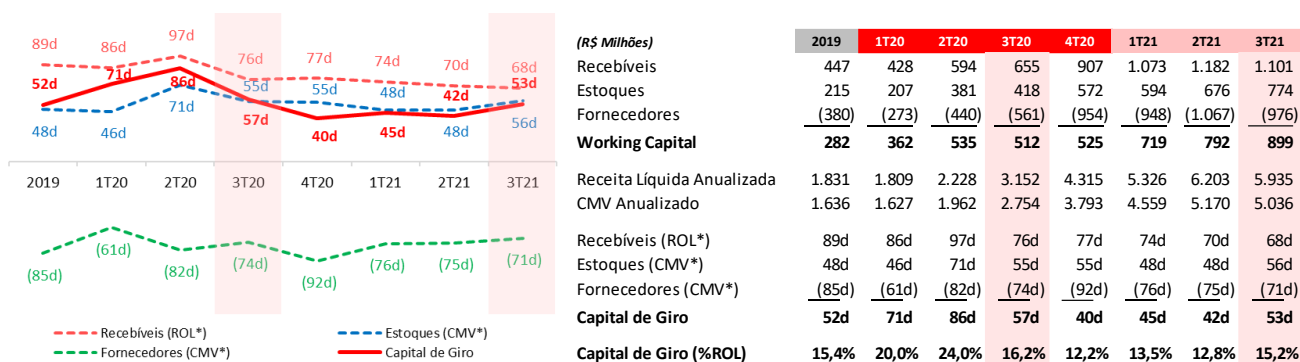 89d 86d 97d 76d 77d 74d 70d 68d
52d 71d 86d 57d 40d 45d 42d 53d
48d 46d 71d 55d 55d 48d 48d 56d
2019 1T20 2T20 3T20 4T20 1T21 2T21 3T21
(85d) (61d) (82d) (74d) (92d) (76d) (75d) (71d)
Recebíveis (ROL*) Estoques (CMV*)
Fornecedores (CMV*) Capital de Giro
(R$ Milhões) 2019 1T20 2T20 3T20 4T20 1T21 2T21 3T21
Recebíveis 447 428 594 655 907 1.073 1.182 1.101
Estoques 215 207 381 418 572 594 676 774
Fornecedores (380) (273) (440) (561) (954) (948) (1.067) (976)
Working Capital 282 362 535 512 525 719 792 899
Receita Líquida Anualizada 1.831 1.809 2.228 3.152 4.315 5.326 6.203 5.935
CMV Anualizado 1.636 1.627 1.962 2.754 3.793 4.559 5.170 5.036
Recebíveis (ROL*) 89d 86d 97d 76d 77d 74d 70d 68d
Estoques (CMV*) 48d 46d 71d 55d 55d 48d 48d 56d
Fornecedores (CMV*) (85d) (61d) (82d) (74d) (92d) (76d) (75d) (71d)
Capital de Giro 52d 71d 86d 57d 40d 45d 42d 53d
Capital de Giro (%ROL) 15,4% 20,0% 24,0% 16,2% 12,2% 13,5% 12,8% 15,2%